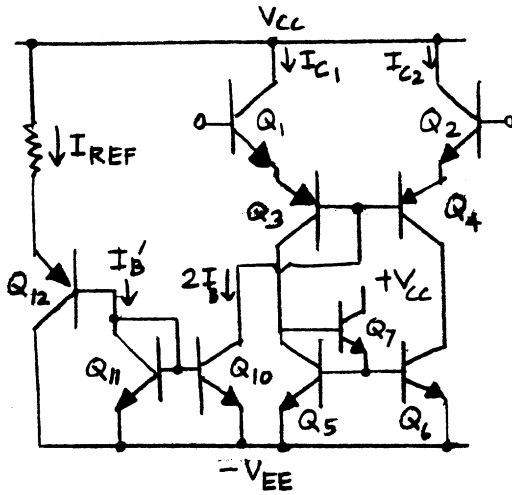 VCC
IC1
IC2
Q1
Q2
IREF
Q3
Q4
IB'
2IB
+VCC
Q12
Q7
Q11
Q10
Q5
Q6
-VEE